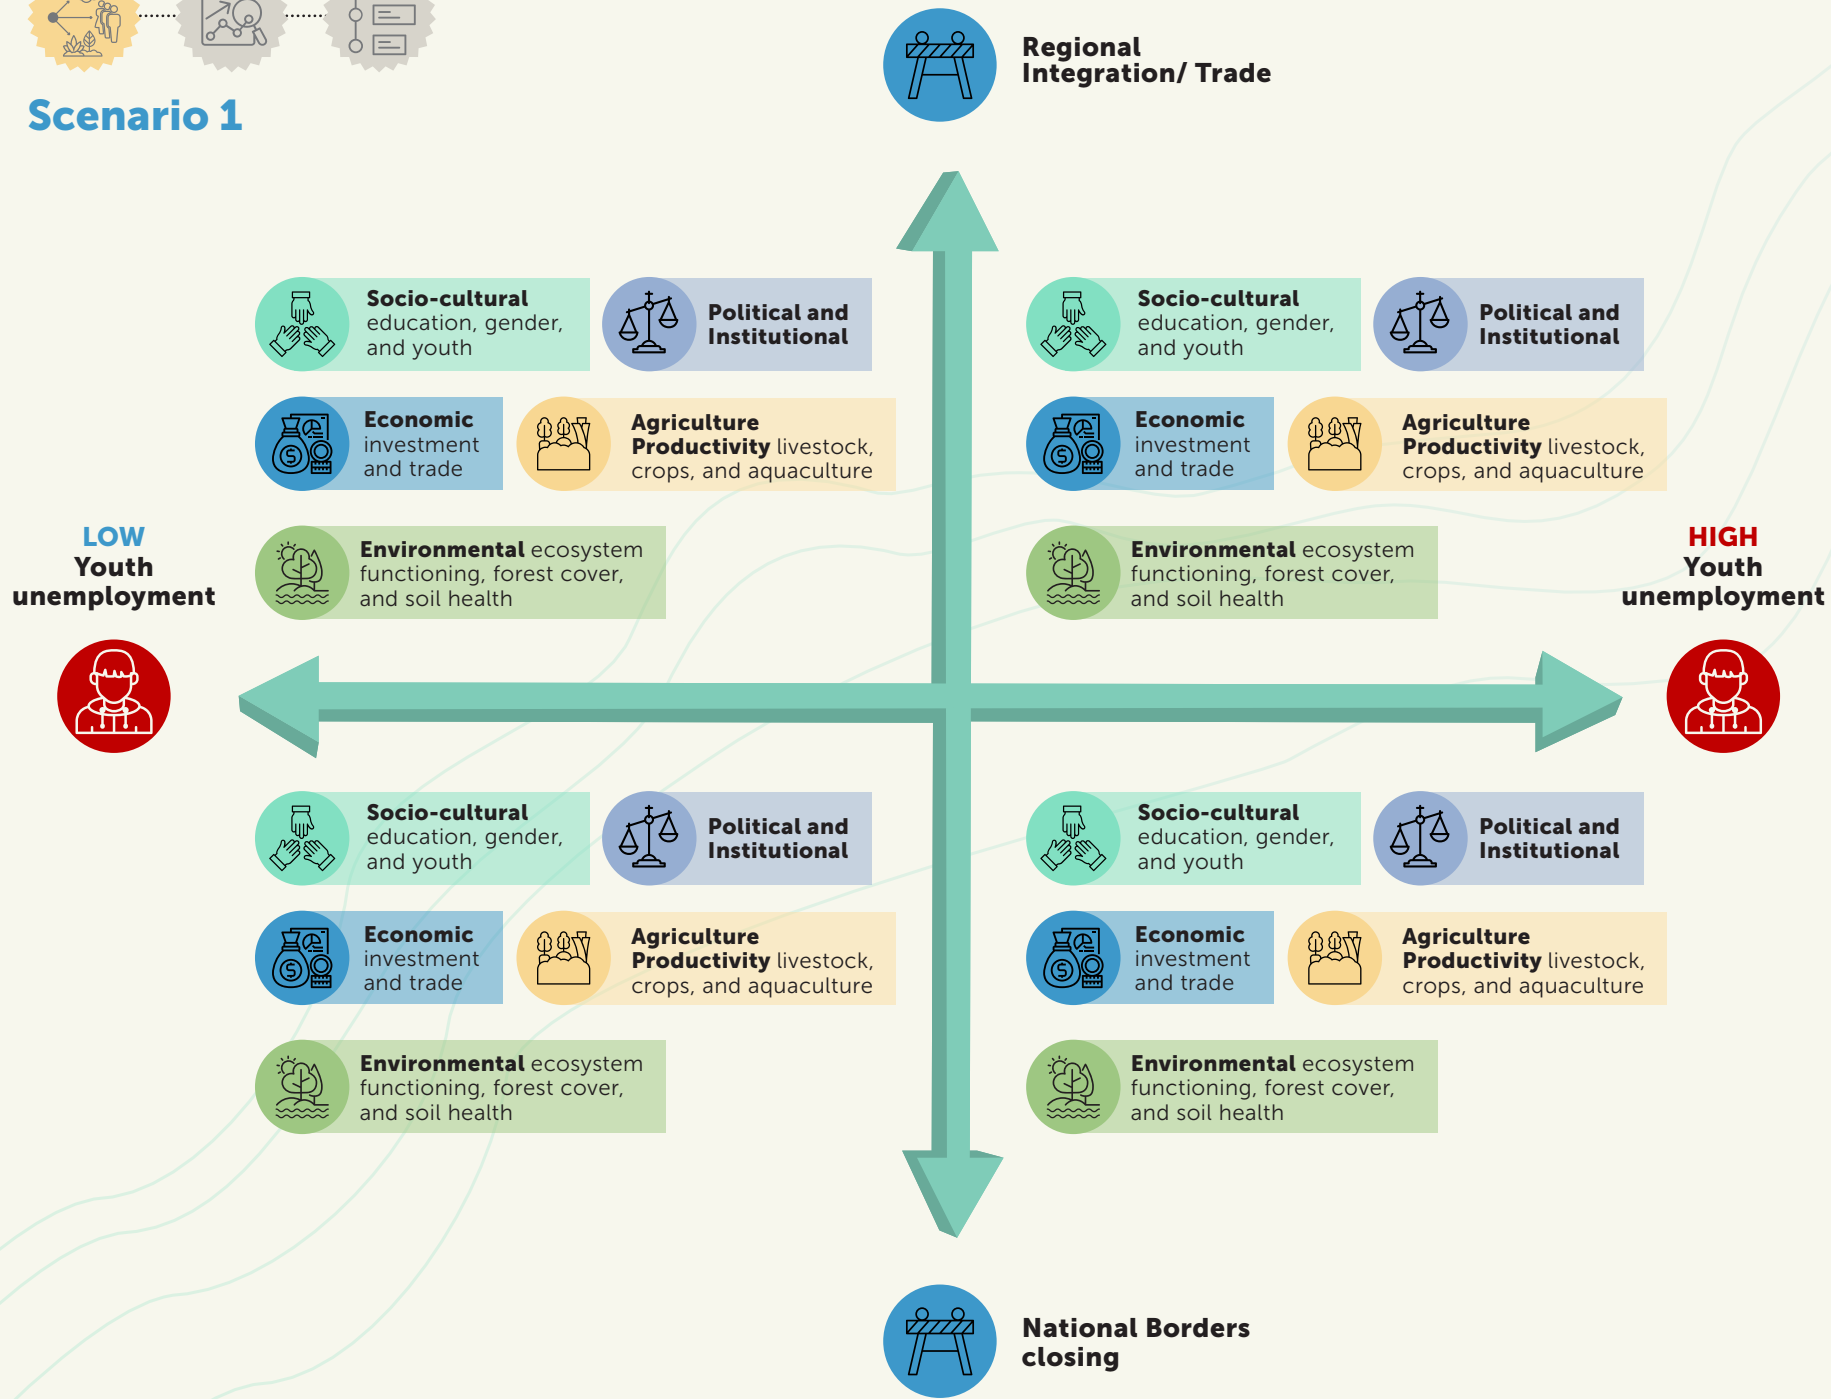 Scenario 1
Regional
Integration/ Trade
Socio-cultural
education, gender,
and youth
Political and
Institutional
Economic
investment
and trade
Agriculture
Productivity livestock,
crops, and aquaculture
Environmental ecosystem
functioning, forest cover,
and soil health
Socio-cultural
education, gender,
and youth
Political and
Institutional
Economic
investment
and trade
Agriculture
Productivity livestock,
crops, and aquaculture
Environmental ecosystem
functioning, forest cover,
and soil health
LOW
Youth
unemployment
HIGH
Youth
unemployment
Socio-cultural
education, gender,
and youth
Political and
Institutional
Economic
investment
and trade
Agriculture
Productivity livestock,
crops, and aquaculture
Environmental ecosystem
functioning, forest cover,
and soil health
Socio-cultural
education, gender,
and youth
Political and
Institutional
Economic
investment
and trade
Agriculture
Productivity livestock,
crops, and aquaculture
Environmental ecosystem
functioning, forest cover,
and soil health
National Borders
closing